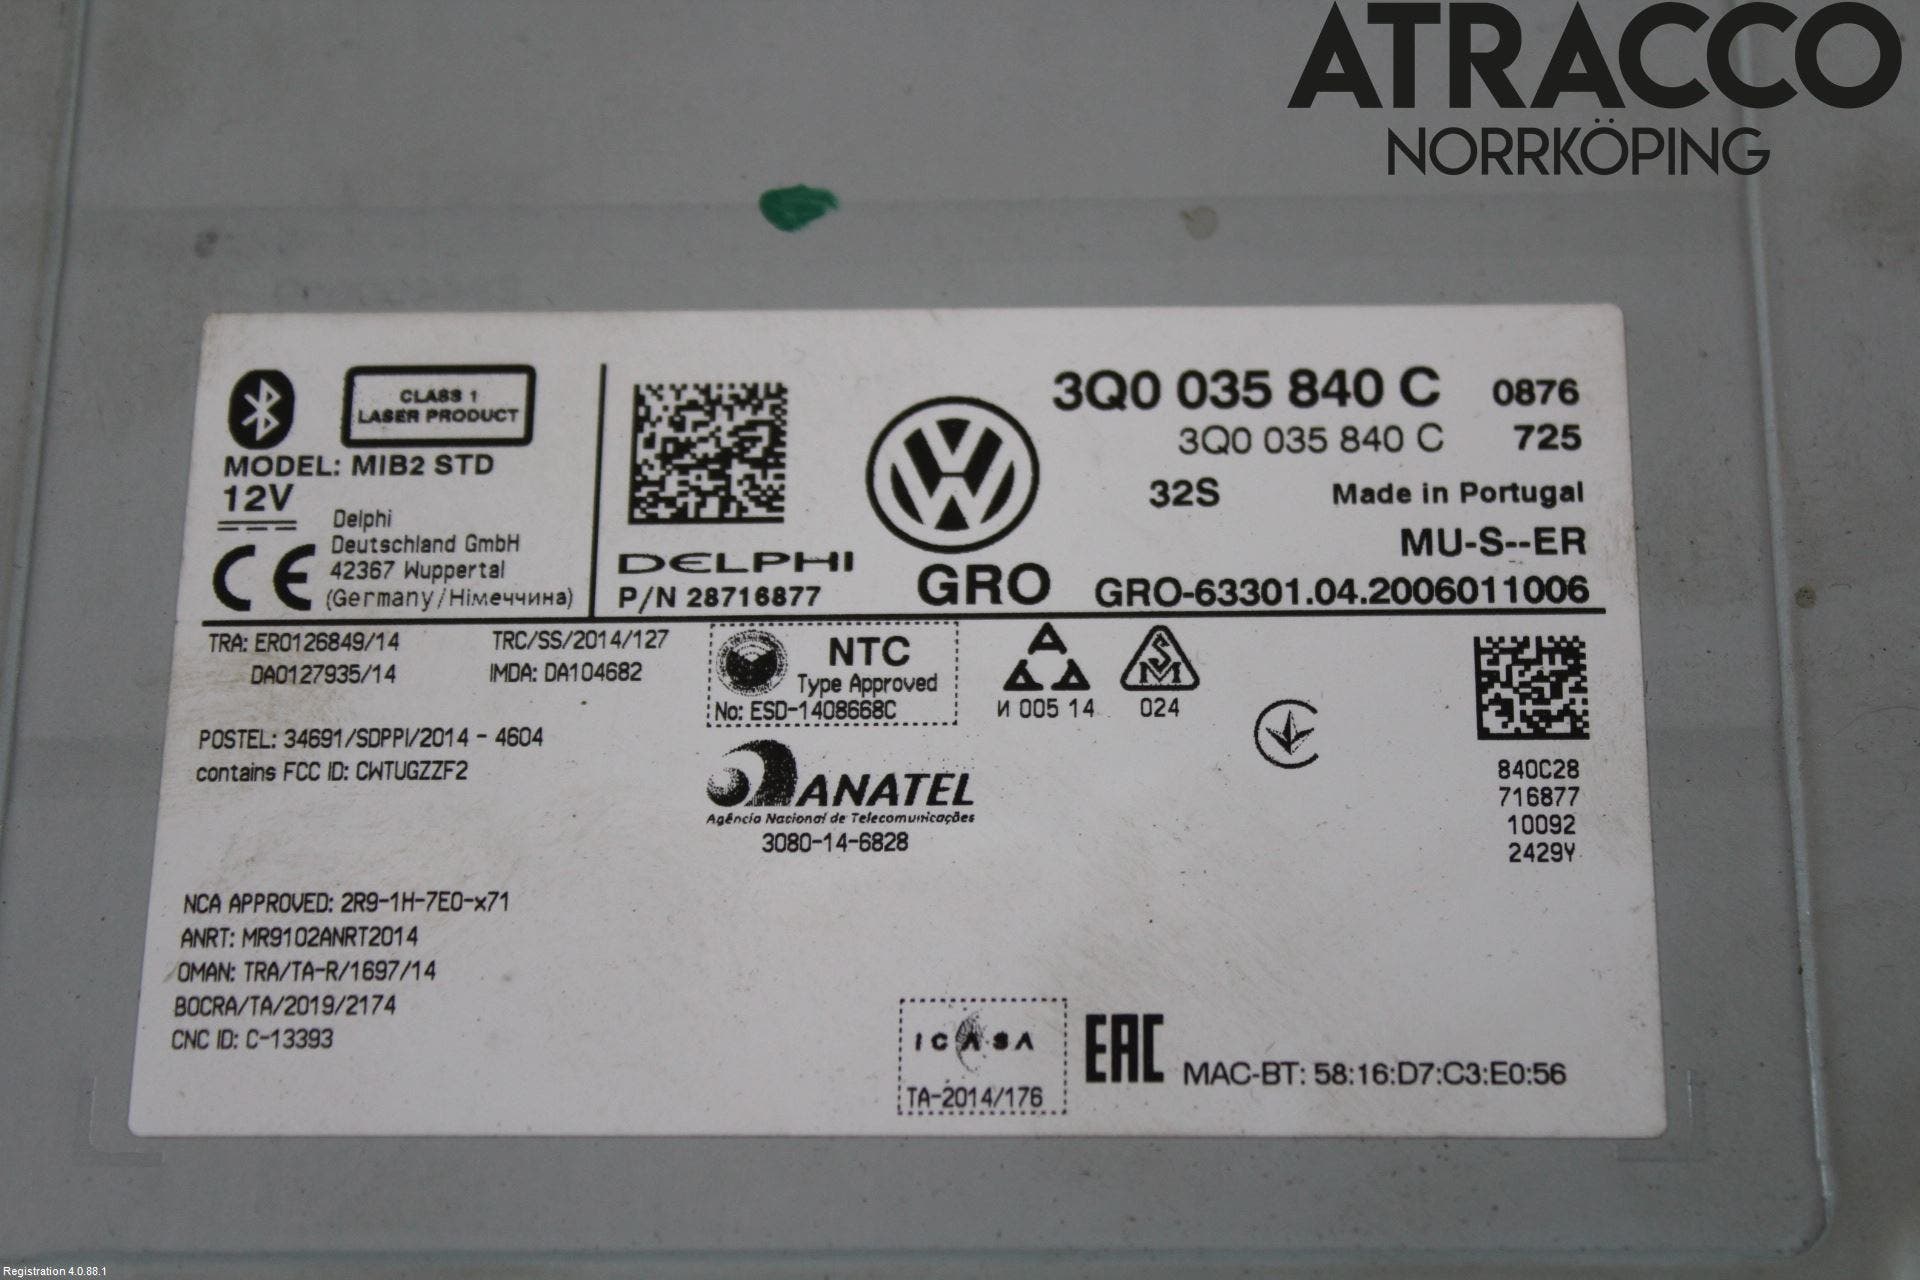 ATRACCO
NORRKÖPING
CLASS 1
LASER PRODUCT
MODEL: MIB2 STD
12V
Delphi
Deutschland GmbH
42367 Wuppertal
(Germany/Німеччина)
CE
DELPHI
P/N 28716877
GRO
3Q0 035 840 C 0876
3Q0 035 840 C 725
32S Made in Portugal
MU-S--ER
GRO-63301.04.2006011006
TRA: ER0126849/14 TRC/SS/2014/127
DA0127935/14 IMDA: DA104682
NTC
Type Approved
No: ESD-1408668C
И 005 14
024
POSTEL: 34691/SDPPI/2014 - 4604
contains FCC ID: CWTUGZZF2
ANATEL
Agência Nacional de Telecomunicações
3080-14-6828
840C28
716877
10092
2429Y
NCA APPROVED: 2R9-1H-7E0-x71
ANRT: MR9102ANRT2014
OMAN: TRA/TA-R/1697/14
BOCRA/TA/2019/2174
CNC ID: C-13393
ICASA
TA-2014/176
EAC
MAC-BT: 58:16:D7:C3:E0:56
Registration 4.0.88.1